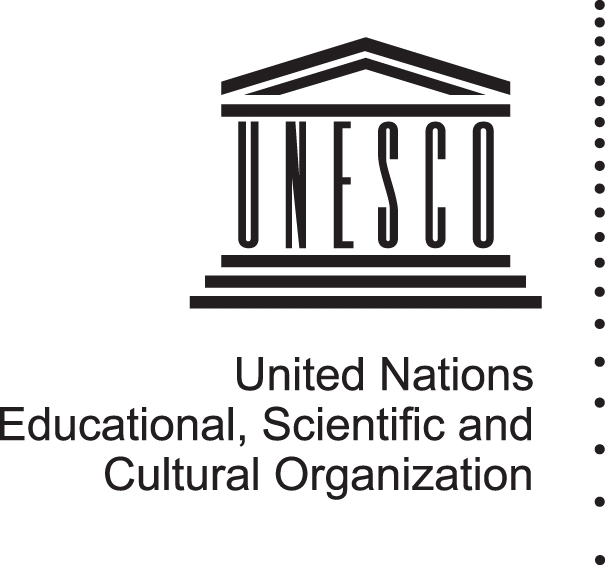 UNESCO
United Nations
Educational, Scientific and
Cultural Organization